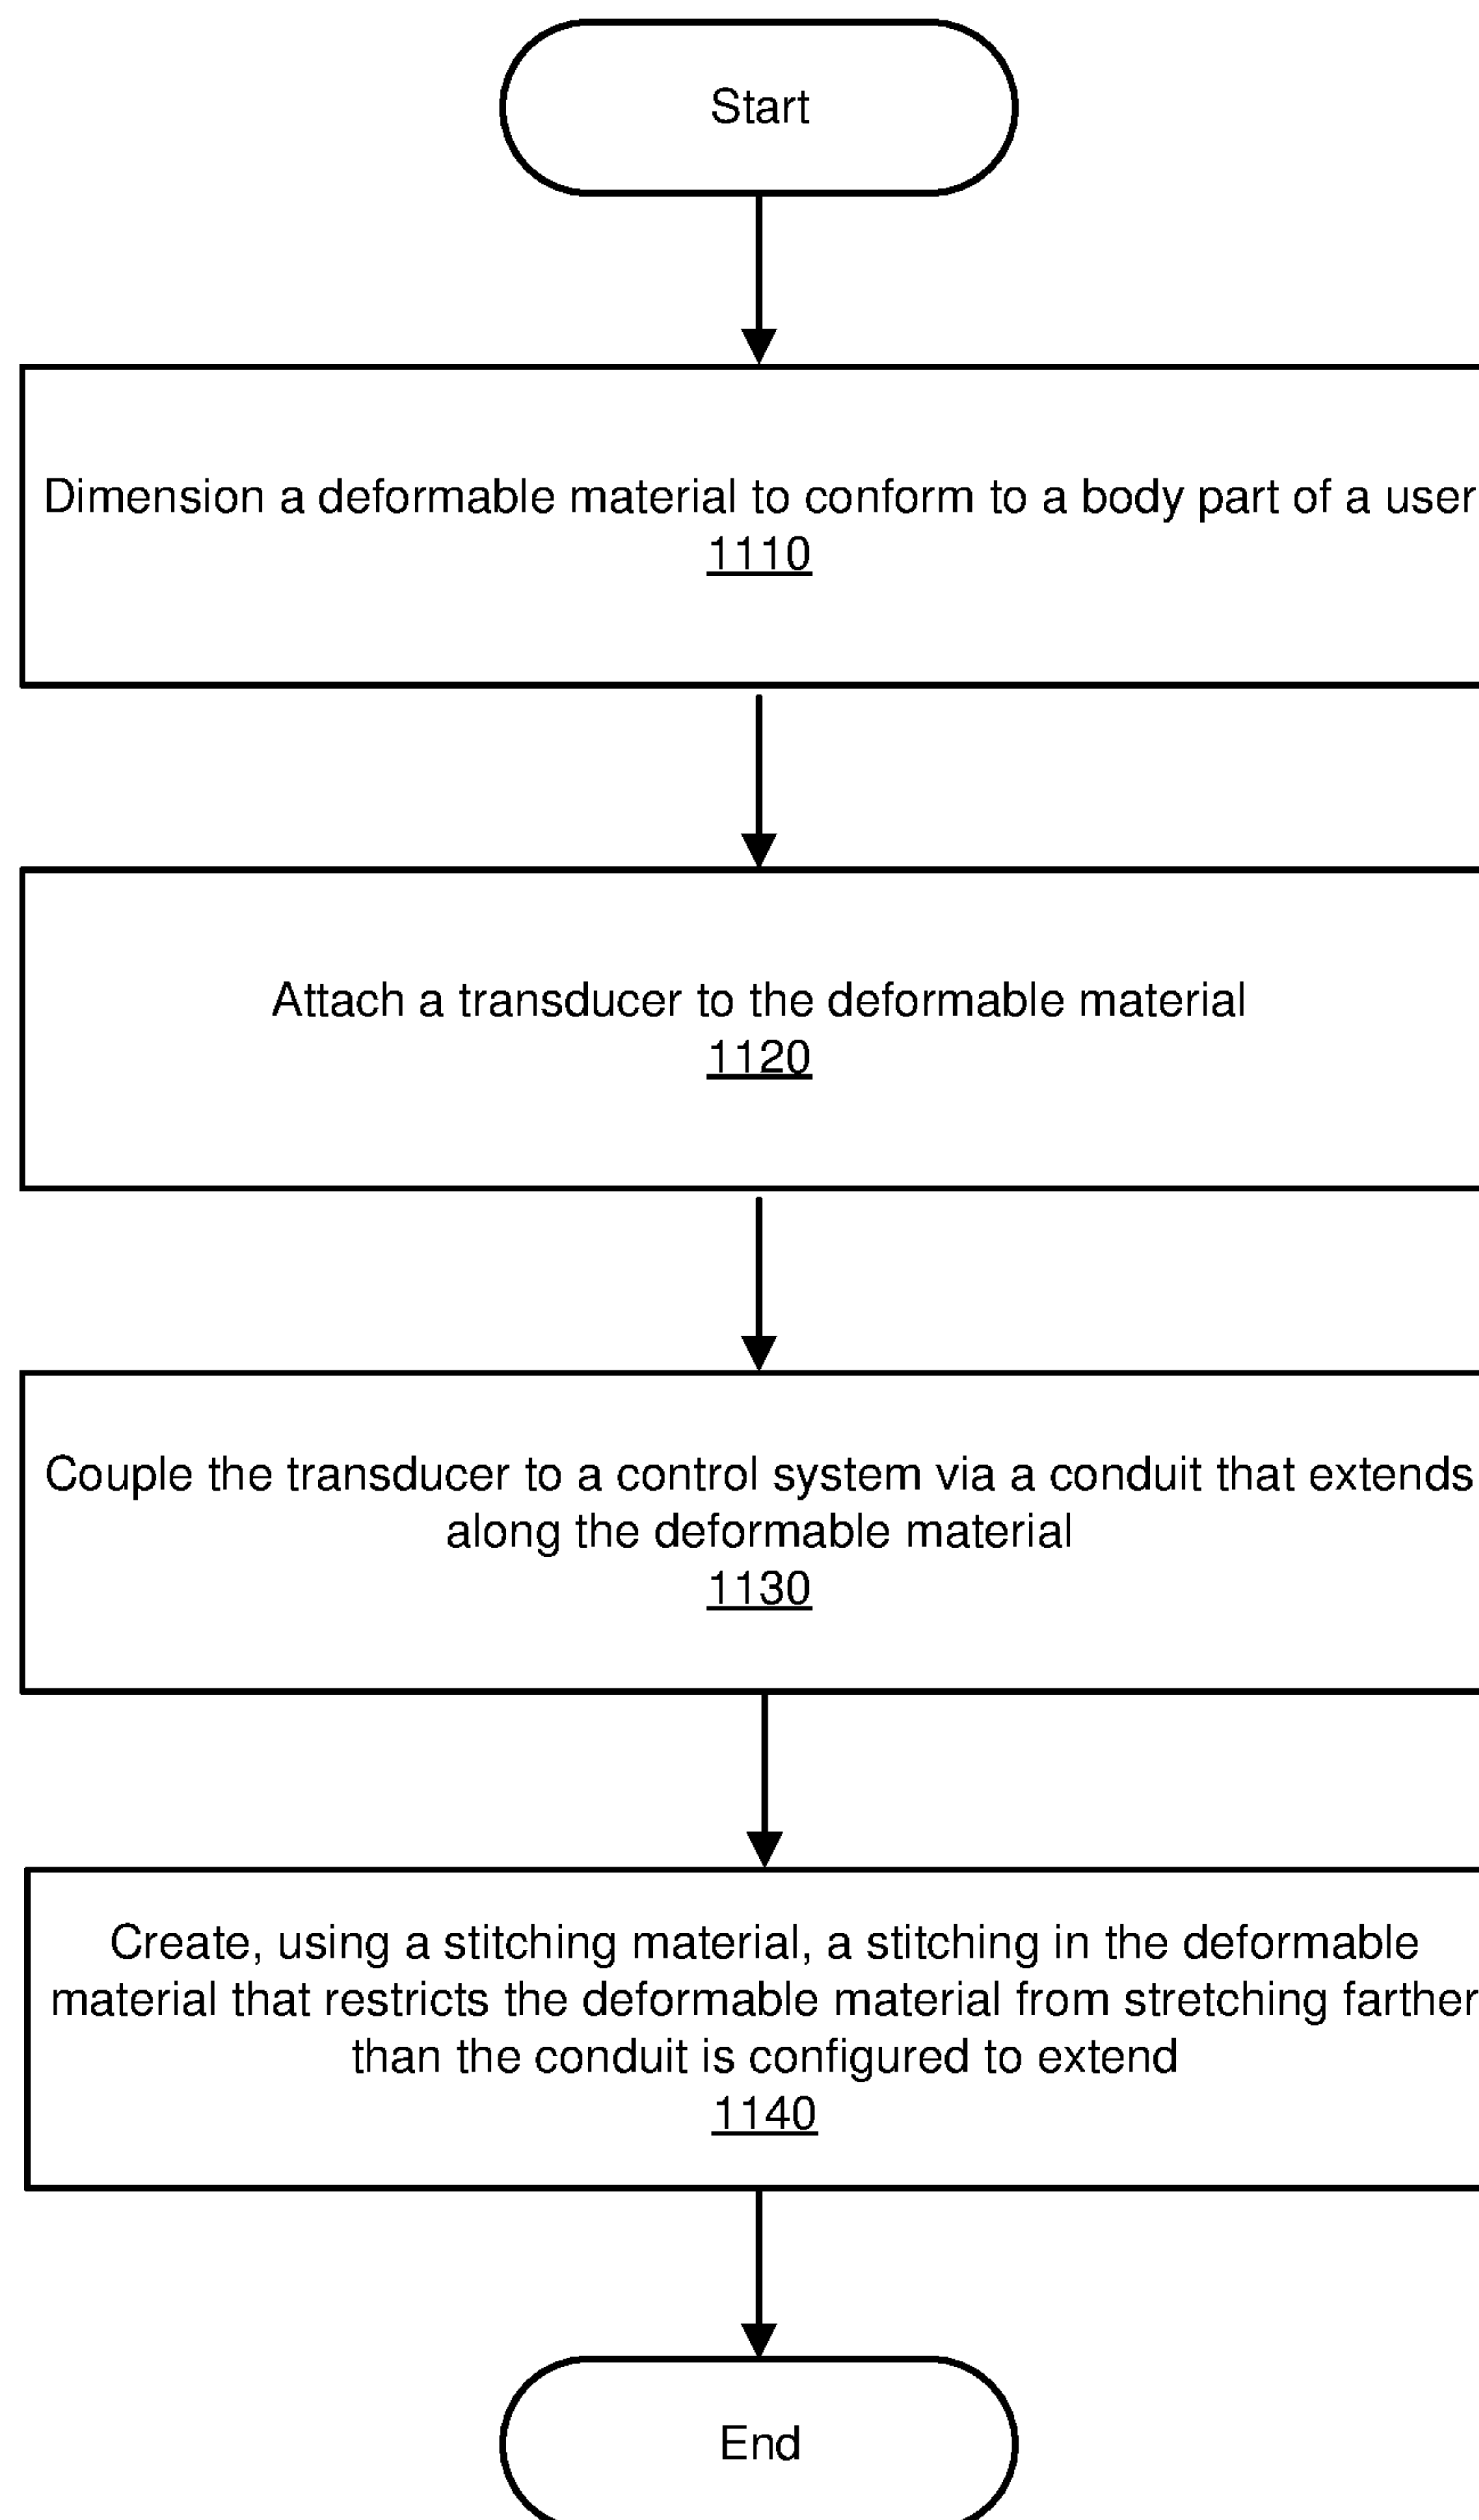 Start
Dimension a deformable material to conform to a body part of a user
1110
Attach a transducer to the deformable material
1120
Couple the transducer to a control system via a conduit that extends
along the deformable material
1130
Create, using a stitching material, a stitching in the deformable
material that restricts the deformable material from stretching farther
than the conduit is configured to extend
1140
End